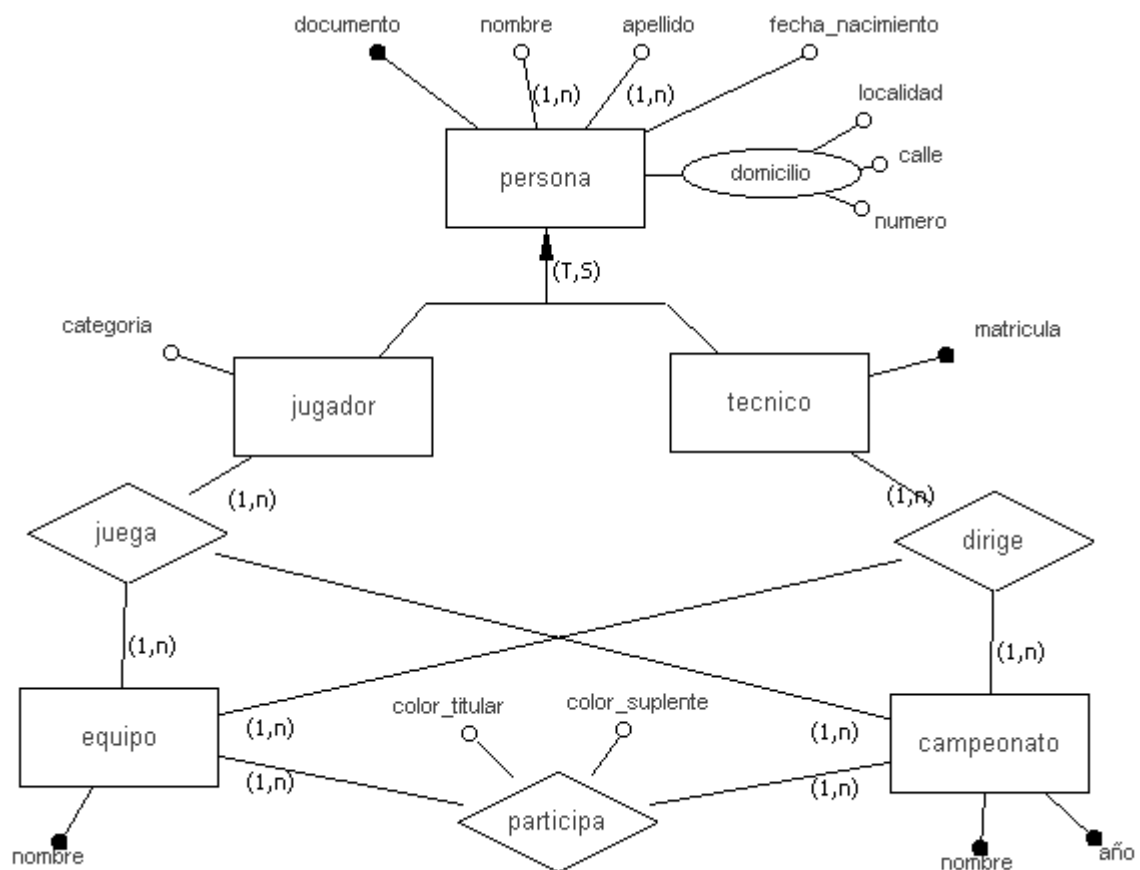 documento
nombre
apellido
fecha_nacimiento
(1,n)
(1,n)
localidad
calle
numero
domicilio
persona
(T,S)
categoria
matricula
jugador
tecnico
(1,n)
(1,n)
juega
dirige
(1,n)
(1,n)
color_titular
color_suplente
(1,n)
(1,n)
equipo
campeonato
(1,n)
(1,n)
participa
nombre
nombre
año